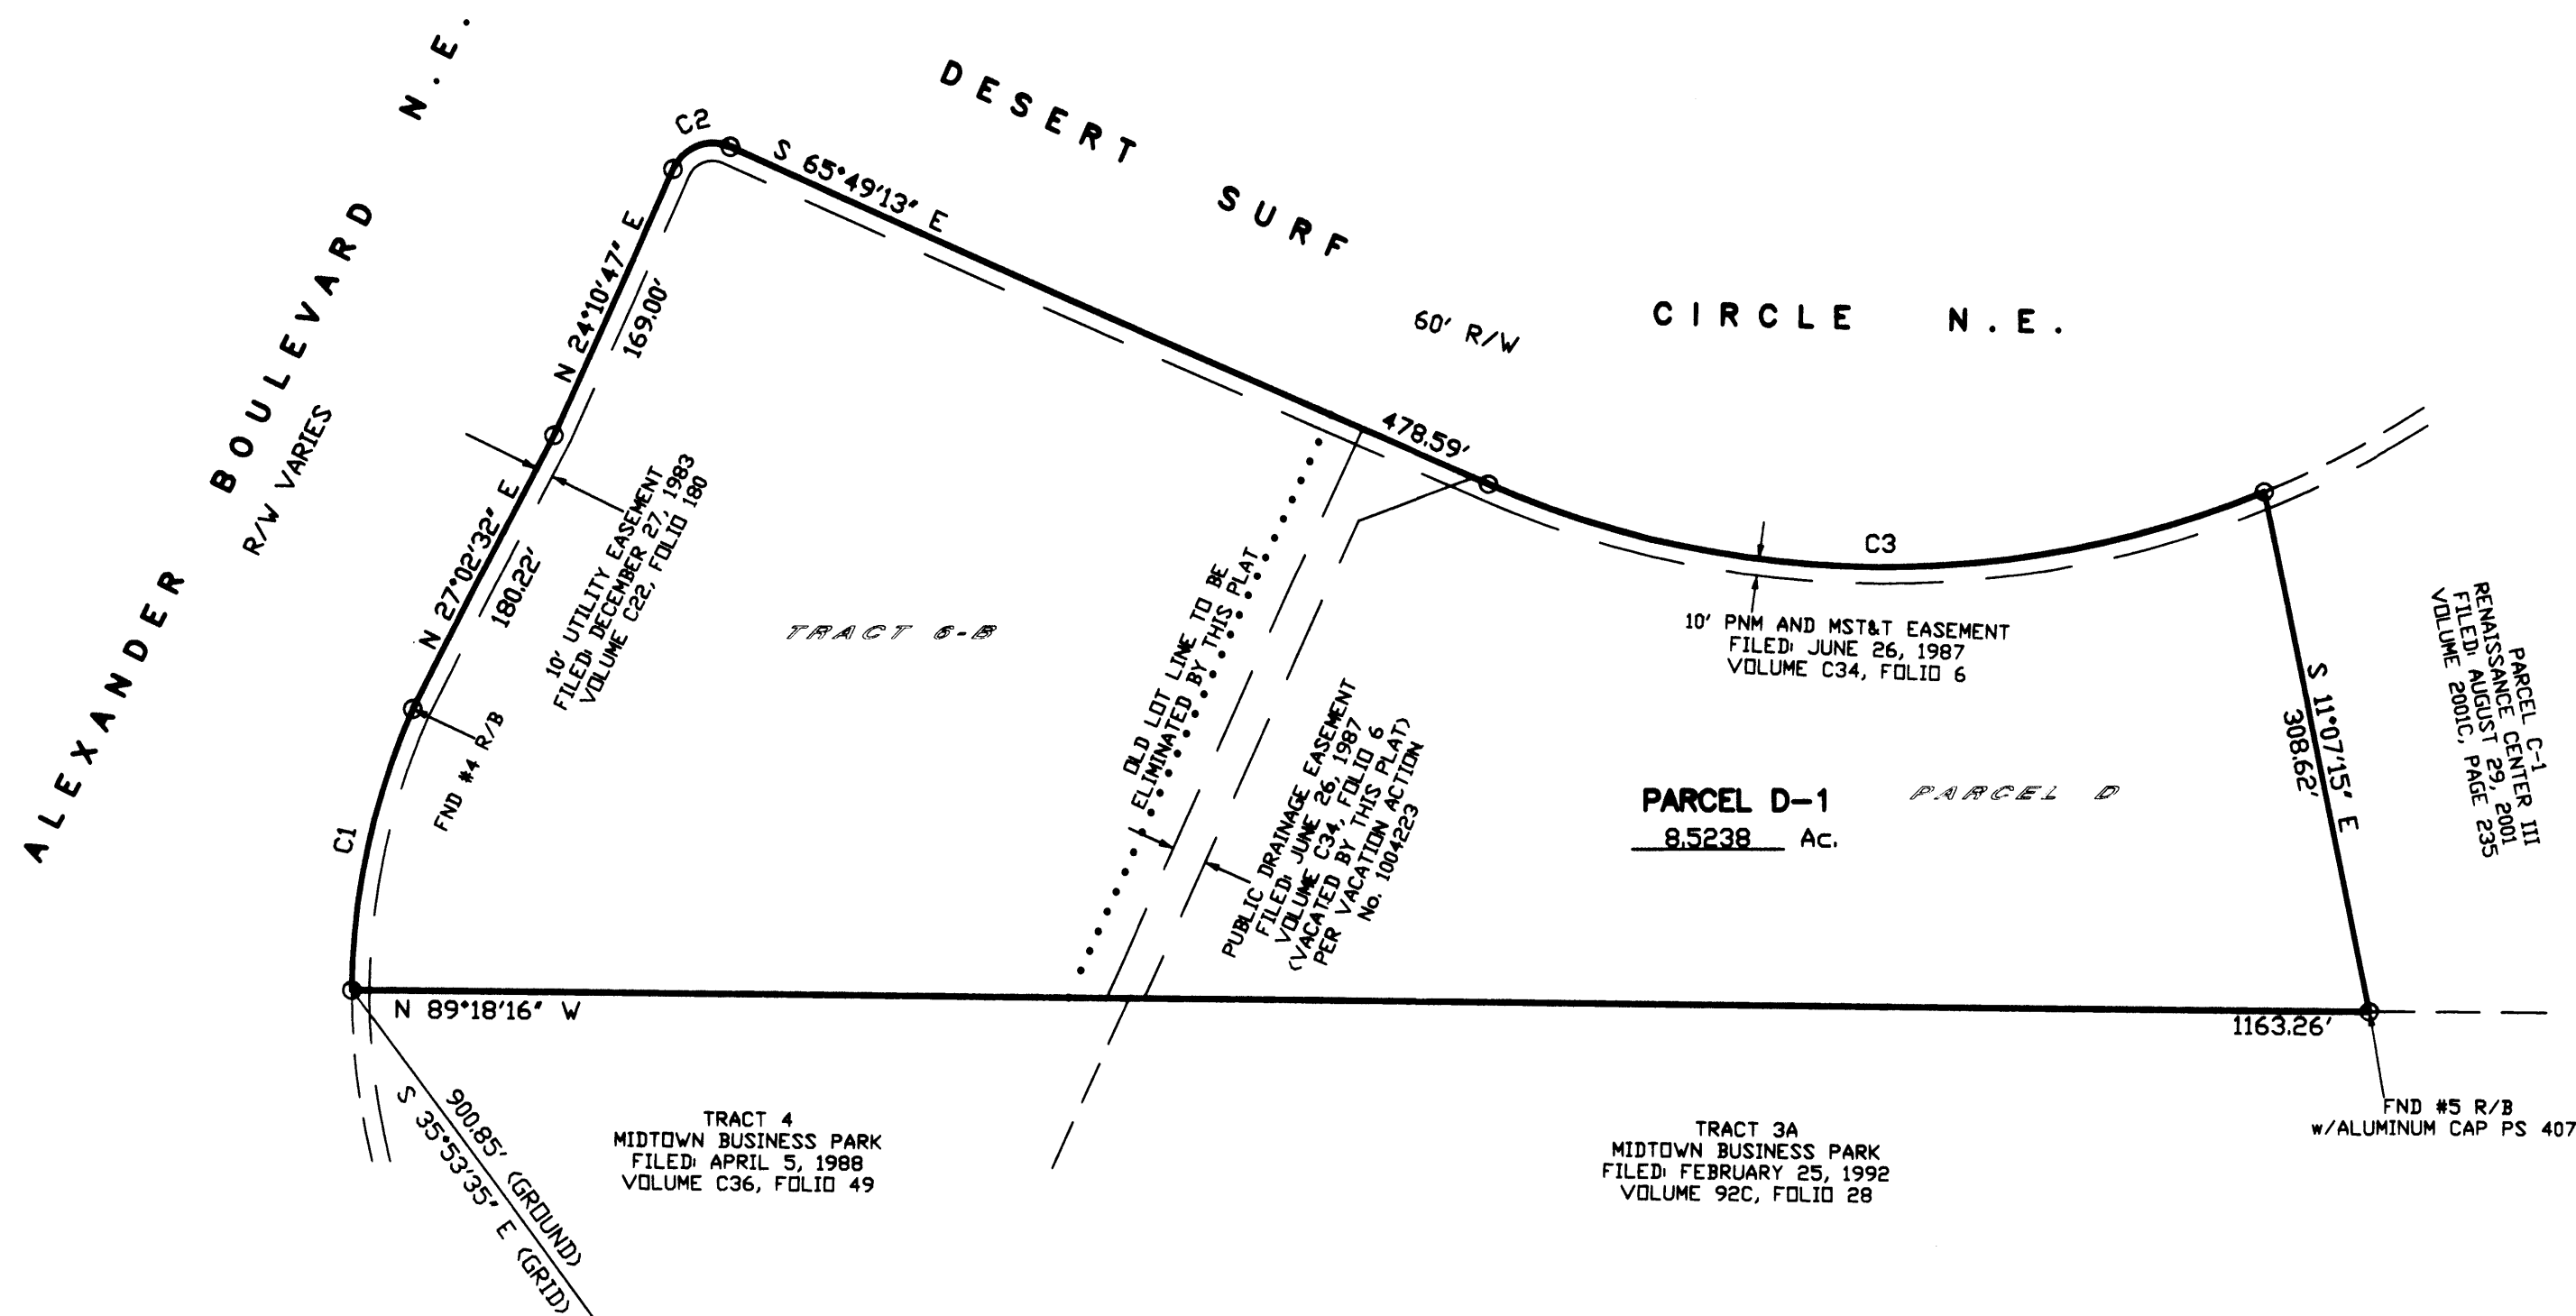 ALEXANDER BOULEVARD N.E.
R/W VARIES
DESERT SURF CIRCLE N.E.
60' R/W
C2
S 65°49'13" E
478.59'
N 24°10'47" E
169.00'
N 27°02'32" E
180.22'
10' UTILITY EASEMENT
FILED: DECEMBER 27, 1983
VOLUME C22, FOLIO 180
FND #4 R/B
C1
TRACT 6-B
OLD LOT LINE TO BE
ELIMINATED BY THIS PLAT
PUBLIC DRAINAGE EASEMENT
FILED: JUNE 26, 1987
VOLUME C34, FOLIO 6
(VACATED BY THIS PLAT)
PER VACATION ACTION
No. 1004223
C3
10' PNM AND MST&T EASEMENT
FILED: JUNE 26, 1987
VOLUME C34, FOLIO 6
PARCEL D-1
8.5238 Ac.
PARCEL D
S 11°07'15" E
308.62'
PARCEL C-1
RENAISSANCE CENTER III
FILED: AUGUST 29, 2001
VOLUME 2001C, PAGE 235
N 89°18'16" W
1163.26'
900.85' (GROUND)
S 35°53'35" E (GRID)
TRACT 4
MIDTOWN BUSINESS PARK
FILED: APRIL 5, 1988
VOLUME C36, FOLIO 49
TRACT 3A
MIDTOWN BUSINESS PARK
FILED: FEBRUARY 25, 1992
VOLUME 92C, FOLIO 28
FND #5 R/B
w/ALUMINUM CAP PS 407